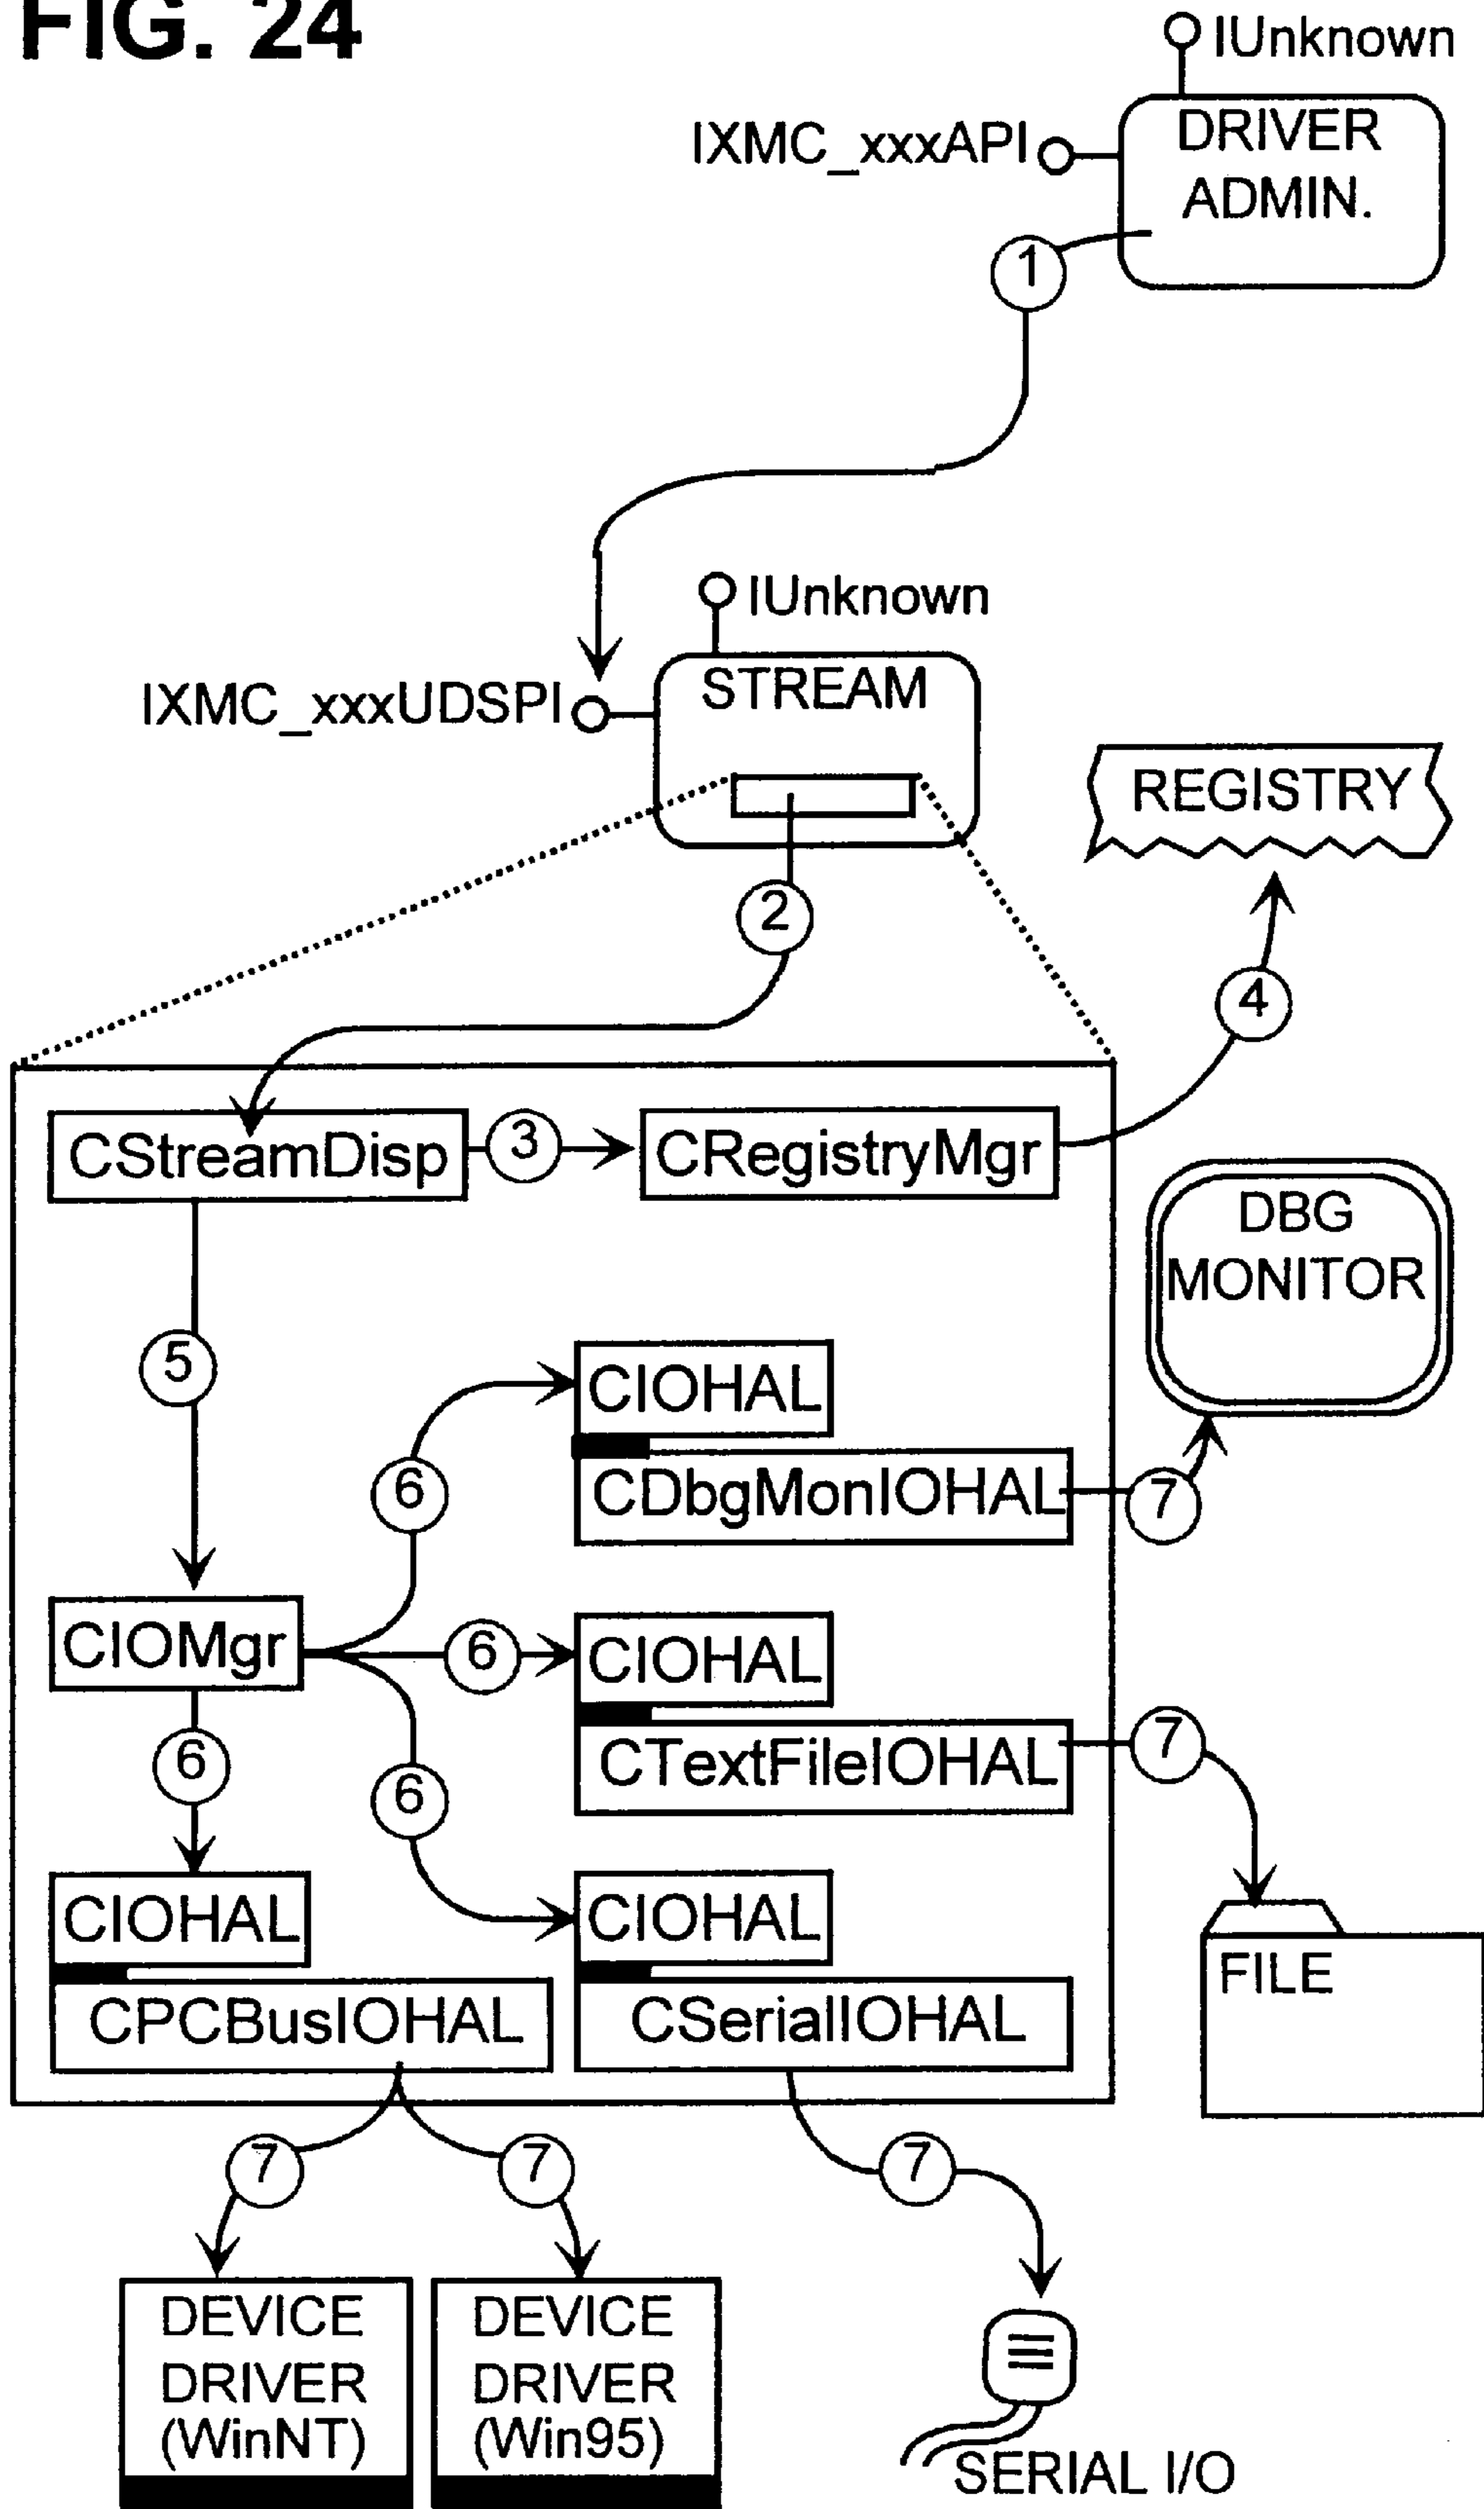 FIG. 24
IUnknown
IXMC_xxxAPI
DRIVER
ADMIN.
1
IUnknown
IXMC_xxxUDSPI
STREAM
REGISTRY
2
4
CStreamDisp
3
CRegistryMgr
DBG
MONITOR
5
CIOHAL
6
CDbgMonIOHAL
7
CIOMgr
6
CIOHAL
6
6
CTextFileIOHAL
7
CIOHAL
CIOHAL
FILE
CPCBusIOHAL
CSerialIOHAL
7
7
7
DEVICE
DRIVER
(WinNT)
DEVICE
DRIVER
(Win95)
SERIAL I/O